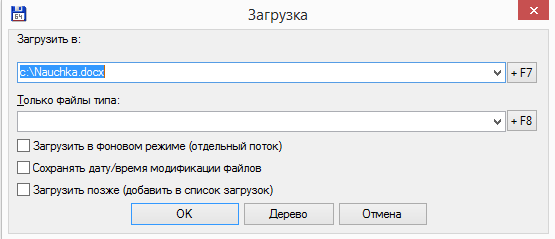 64
Загрузка
Загрузить в:
c:\Nauchka.docx
+ F7
Только файлы типа:
+ F8
Загрузить в фоновом режиме (отдельный поток)
Сохранять дату/время модификации файлов
Загрузить позже (добавить в список загрузок)
OK
Дерево
Отмена